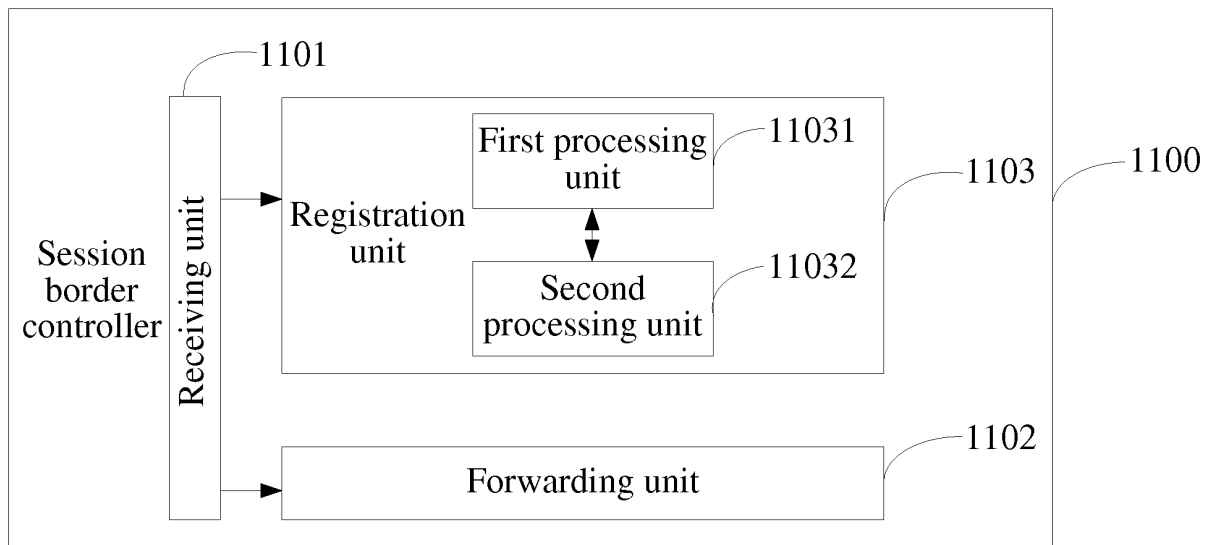 1101
First processing
unit
11031
1103
1100
Registration
unit
Session
border
controller
Receiving unit
Second
processing unit
11032
1102
Forwarding unit